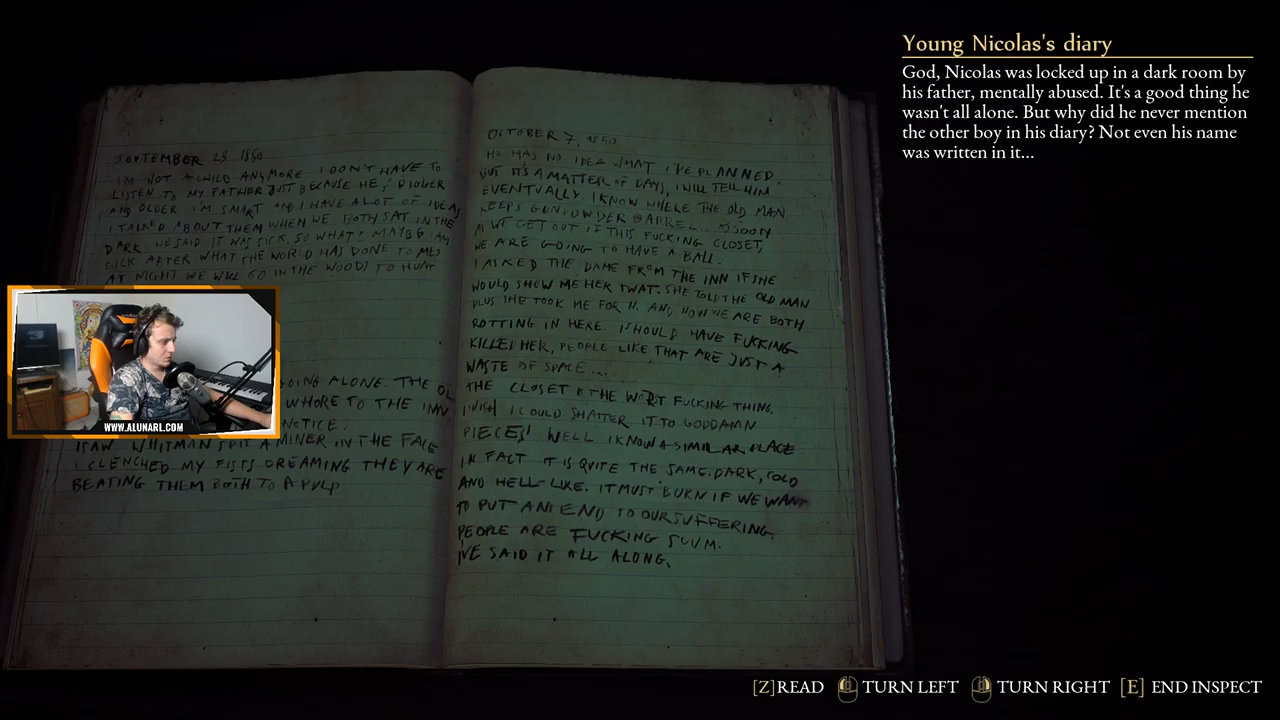 Young Nicolas's diary
God, Nicolas was locked up in a dark room by
his father, mentally abused. It's a good thing he
wasn't all alone. But why did he never mention
the other boy in his diary? Not even his name
was written in it...
SEPTEMBER 23 1850
I'M NOT A CHILD ANYMORE I DON'T HAVE TO
LISTEN TO MY FATHER JUST BECAUSE HE'S BIGGER
AND OLDER I'M SMART AND I HAVE A LOT OF IDEAS
I TALKED ABOUT THEM WHEN WE BOTH SAT IN THE
DARK. HE SAID IT WAS SICK. SO WHAT? MAYBE I AM
SICK AFTER WHAT THE WORLD HAS DONE TO ME
AT NIGHT WE WILL GO IN THE WOODS TO HUNT
GOING ALONE. THE OL
WHORE TO THE INN
NOTICE.
I SAW WHITMAN SPIT A MINER IN THE FACE
I CLENCHED MY FISTS DREAMING THEY ARE
BEATING THEM BOTH TO A PULP
OCTOBER 7, 1850
HE HAS NO IDEA WHAT I'VE PLANNED
BUT IT'S A MATTER OF DAYS, I WILL TELL HIM
EVENTUALLY. I KNOW WHERE THE OLD MAN
KEEPS GUNPOWDER BARREL... AS SOON
AS WE GET OUT OF THIS FUCKING CLOSET,
WE ARE GOING TO HAVE A BALL.
I ASKED THE DAME FROM THE INN IF SHE
WOULD SHOW ME HER TWAT. SHE TOLD THE OLD MAN
PLUS SHE TOOK ME FOR N. AND NOW WE ARE BOTH
ROTTING IN HERE. I SHOULD HAVE FUCKING
KILLED HER, PEOPLE LIKE THAT ARE JUST A
WASTE OF SPACE...
THE CLOSET IS THE WORST FUCKING THING,
I WISH I COULD SHATTER IT TO GODDAMN
PIECES! WELL I KNOW A SIMILAR PLACE.
IN FACT IT IS QUITE THE SAME. DARK, COLD
AND HELL-LIKE. IT MUST BURN IF WE WANT
TO PUT AN END TO OUR SUFFERING.
PEOPLE ARE FUCKING SCUM.
I'VE SAID IT ALL ALONG.
WWW.ALUNARL.COM
[Z]READ TURN LEFT TURN RIGHT [E] END INSPECT